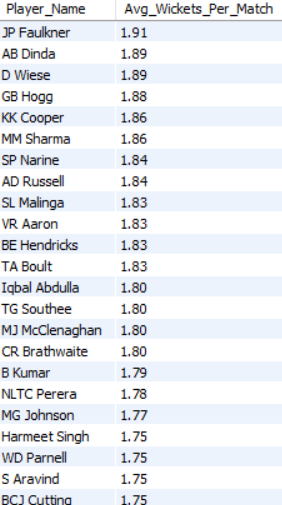 Player_Name Avg_Wickets_Per_Match
JP Faulkner 1.91
AB Dinda 1.89
D Wiese 1.89
GB Hogg 1.88
KK Cooper 1.86
MM Sharma 1.86
SP Narine 1.84
AD Russell 1.84
SL Malinga 1.83
VR Aaron 1.83
BE Hendricks 1.83
TA Boult 1.83
Iqbal Abdulla 1.80
TG Southee 1.80
MJ McClenaghan 1.80
CR Brathwaite 1.80
B Kumar 1.79
NLTC Perera 1.78
MG Johnson 1.77
Harmeet Singh 1.75
WD Parnell 1.75
S Aravind 1.75
BCJ Cutting 1.75